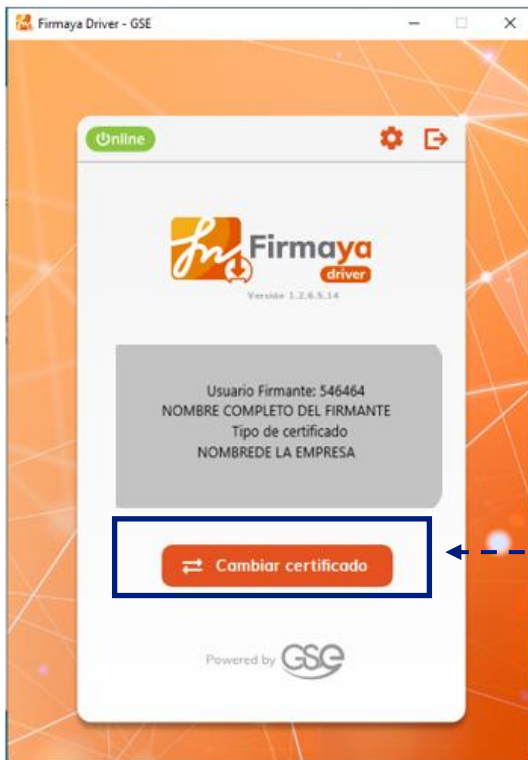 Firmaya Driver - GSE
Online
Firmaya
driver
Versión 1.2.6.5.14
Usuario Firmante: 546464
NOMBRE COMPLETO DEL FIRMANTE
Tipo de certificado
NOMBREDE LA EMPRESA
Cambiar certificado
Powered by GSE